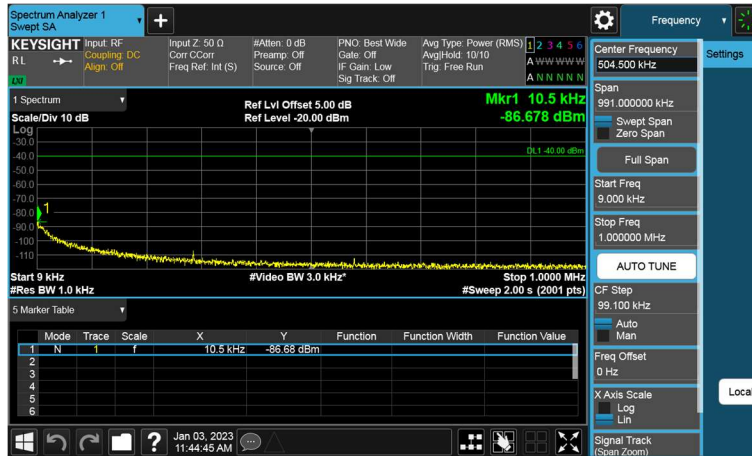 Spectrum Analyzer 1
Swept SA
Frequency
KEYSIGHT
RL
LXI
Input: RF
Coupling: DC
Align: Off
Input Z: 50 Ω
Corr CCorr
Freq Ref: Int (S)
#Atten: 0 dB
Preamp: Off
Source: Off
PNO: Best Wide
Gate: Off
IF Gain: Low
Sig Track: Off
Avg Type: Power (RMS)
Avg|Hold: 10/10
Trig: Free Run
1 2 3 4 5 6
A W W W W W
A N N N N N
1 Spectrum
Scale/Div 10 dB
Ref Lvl Offset 5.00 dB
Ref Level -20.00 dBm
Mkr1 10.5 kHz
-86.678 dBm
Log
-30.0
-40.0
-50.0
-60.0
-70.0
-80.0
-90.0
-100
-110
DL1 -40.00 dBm
1
Start 9 kHz
#Res BW 1.0 kHz
#Video BW 3.0 kHz*
Stop 1.0000 MHz
#Sweep 2.00 s (2001 pts)
5 Marker Table
Mode Trace Scale X Y Function Function Width Function Value
1 N 1 f 10.5 kHz -86.68 dBm
2
3
4
5
6
Jan 03, 2023
11:44:45 AM
Center Frequency
504.500 kHz
Settings
Span
991.000000 kHz
Swept Span
Zero Span
Full Span
Start Freq
9.000 kHz
Stop Freq
1.000000 MHz
AUTO TUNE
CF Step
99.100 kHz
Auto
Man
Freq Offset
0 Hz
X Axis Scale
Log
Lin
Local
Signal Track
(Span Zoom)